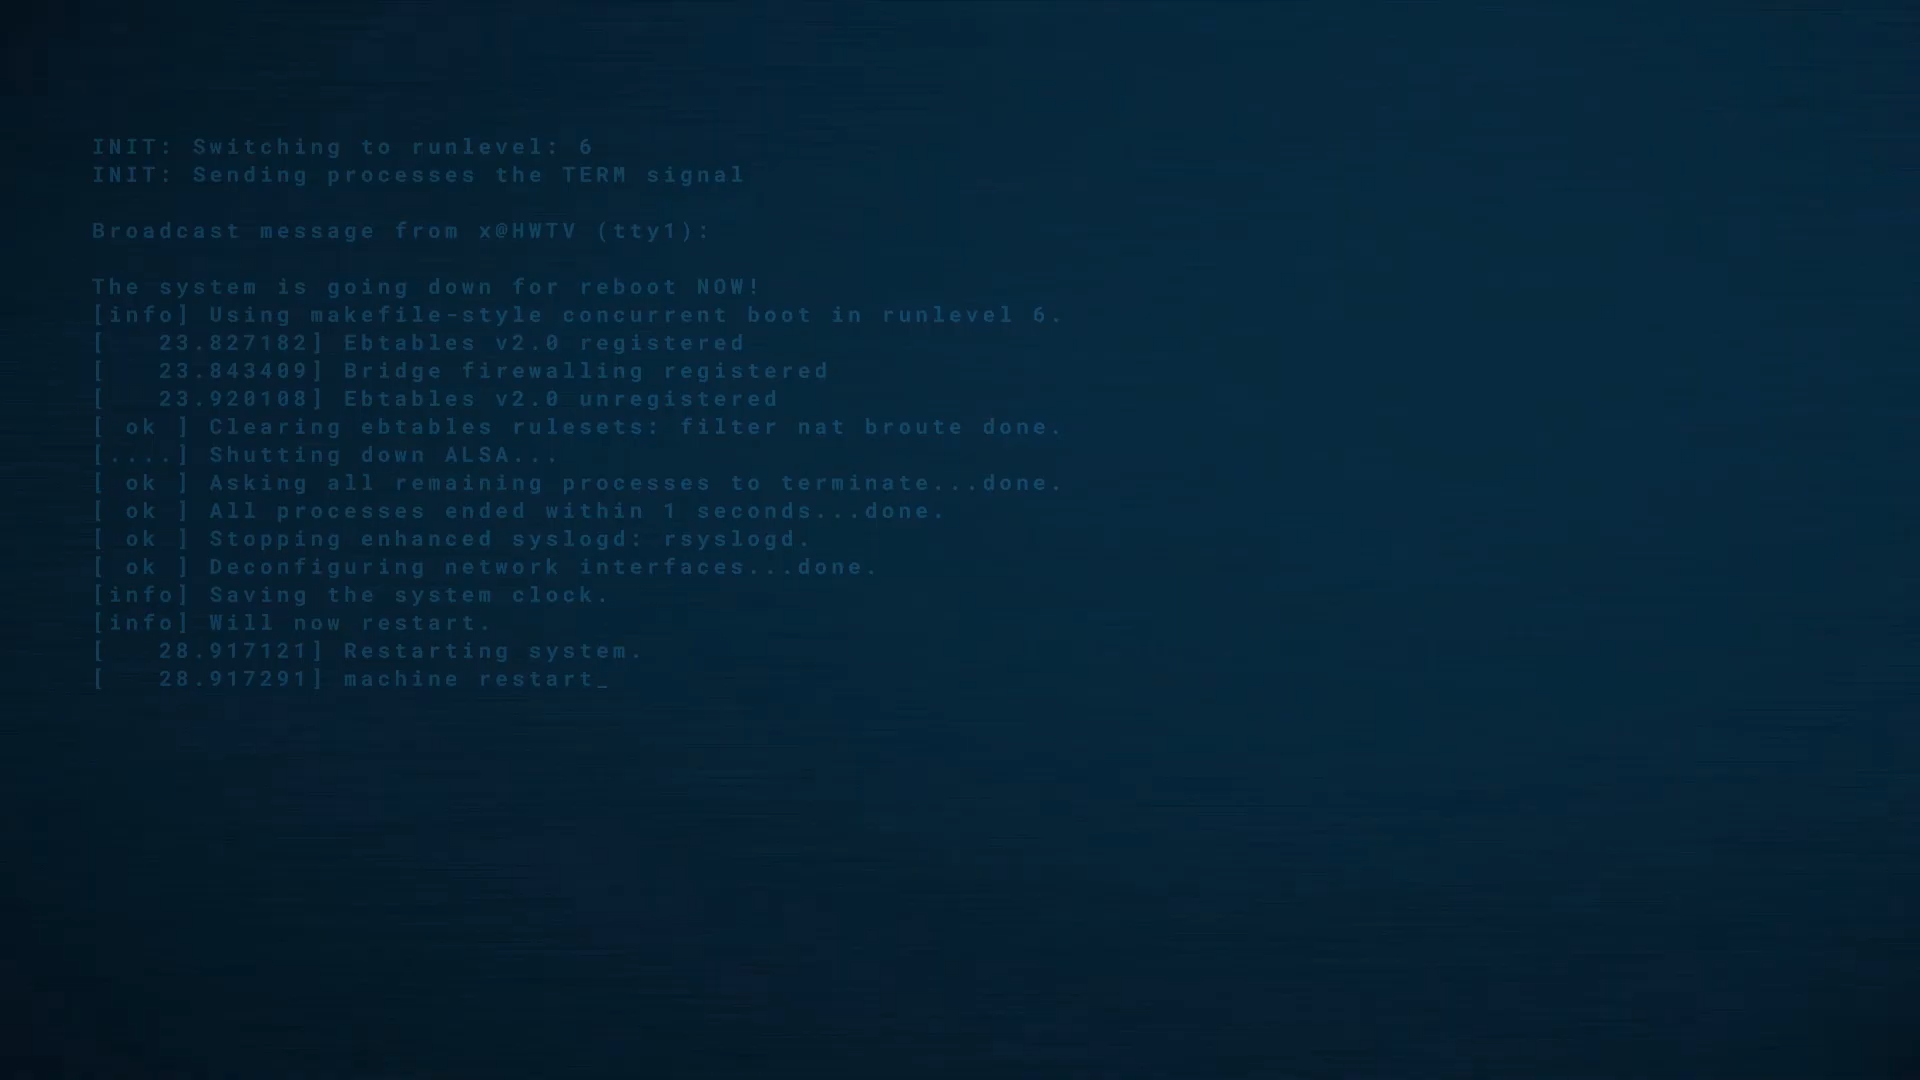 INIT: Switching to runlevel: 6
INIT: Sending processes the TERM signal
Broadcast message from x@HWTV (tty1):
The system is going down for reboot NOW!
[info] Using makefile-style concurrent boot in runlevel 6.
[   23.827182] Ebtables v2.0 registered
[   23.843409] Bridge firewalling registered
[   23.920108] Ebtables v2.0 unregistered
[ ok ] Clearing ebtables rulesets: filter nat broute done.
[....] Shutting down ALSA...
[ ok ] Asking all remaining processes to terminate...done.
[ ok ] All processes ended within 1 seconds...done.
[ ok ] Stopping enhanced syslogd: rsyslogd.
[ ok ] Deconfiguring network interfaces...done.
[info] Saving the system clock.
[info] Will now restart.
[   28.917121] Restarting system.
[   28.917291] machine restart_